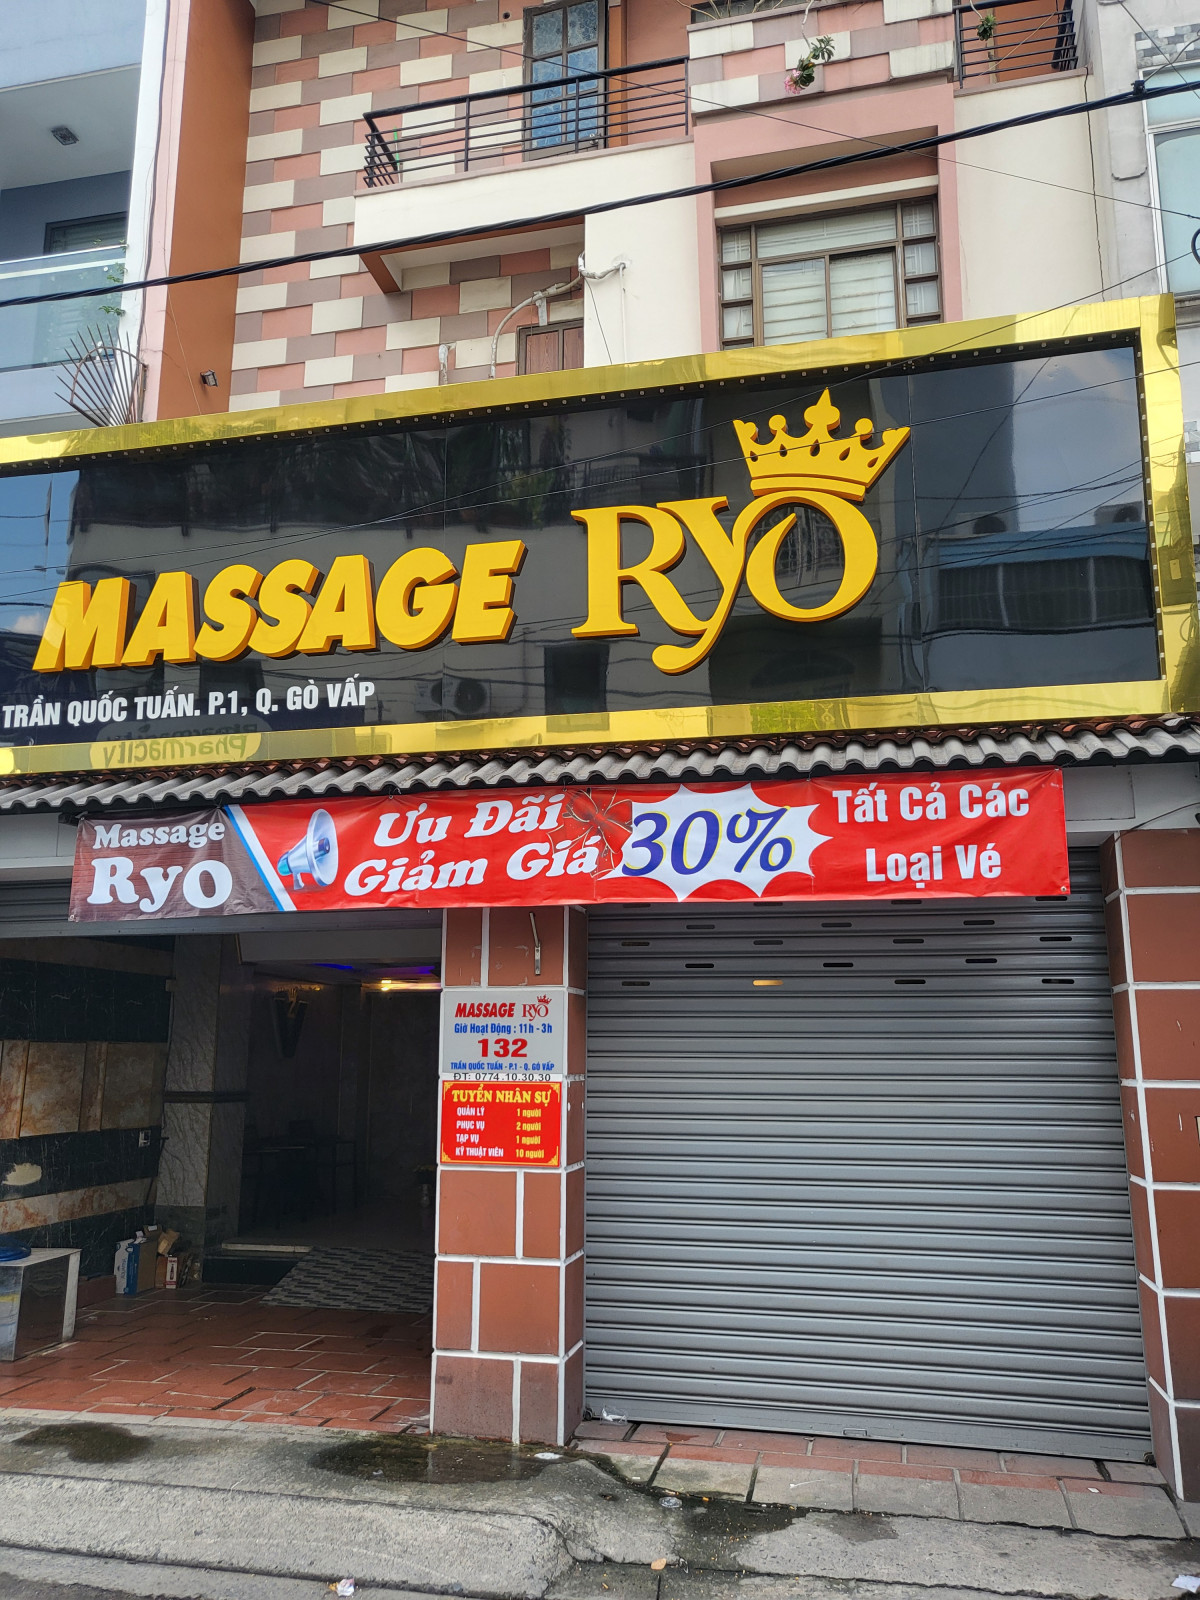 MASSAGE RYO
TRẦN QUỐC TUẤN. P.1, Q. GÒ VẤP
Pharmacity
Massage
RyO
Ưu Đãi
Giảm Giá
30%
Tất Cả Các
Loại Vé
MASSAGE RYO
Giờ Hoạt Động : 11h - 3h
132
TRẦN QUỐC TUẤN - P.1 - Q. GÒ VẤP
ĐT: 0774.10.30.30
TUYỂN NHÂN SỰ
QUẢN LÝ 1 người
PHỤC VỤ 2 người
TẠP VỤ 1 người
KỸ THUẬT VIÊN 10 người